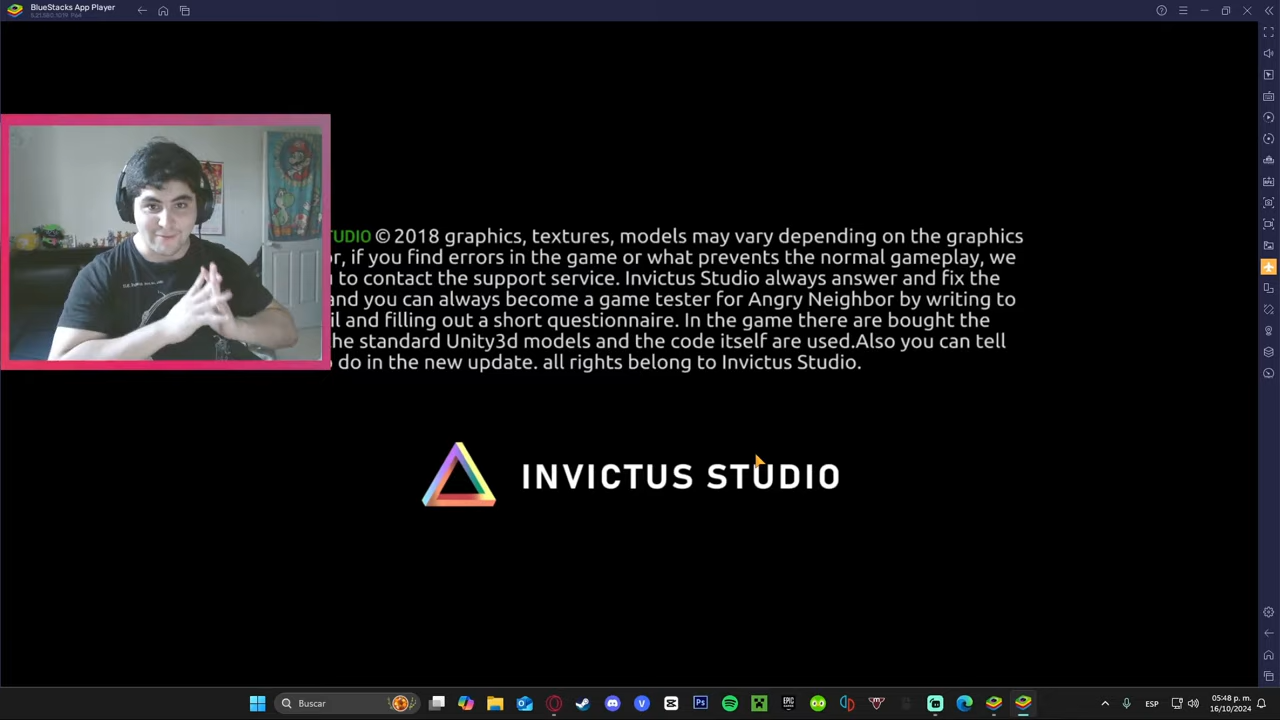 BlueStacks App Player
STUDIO © 2018 graphics, textures, models may vary depending on the graphics
if you find errors in the game or what prevents the normal gameplay, we
to contact the support service. Invictus Studio always answer and fix the
and you can always become a game tester for Angry Neighbor by writing to
and filling out a short questionnaire. In the game there are bought the
the standard Unity3d models and the code itself are used.Also you can tell
do in the new update. all rights belong to Invictus Studio.
INVICTUS STUDIO
Buscar
ESP
05:48 p. m.
16/10/2024